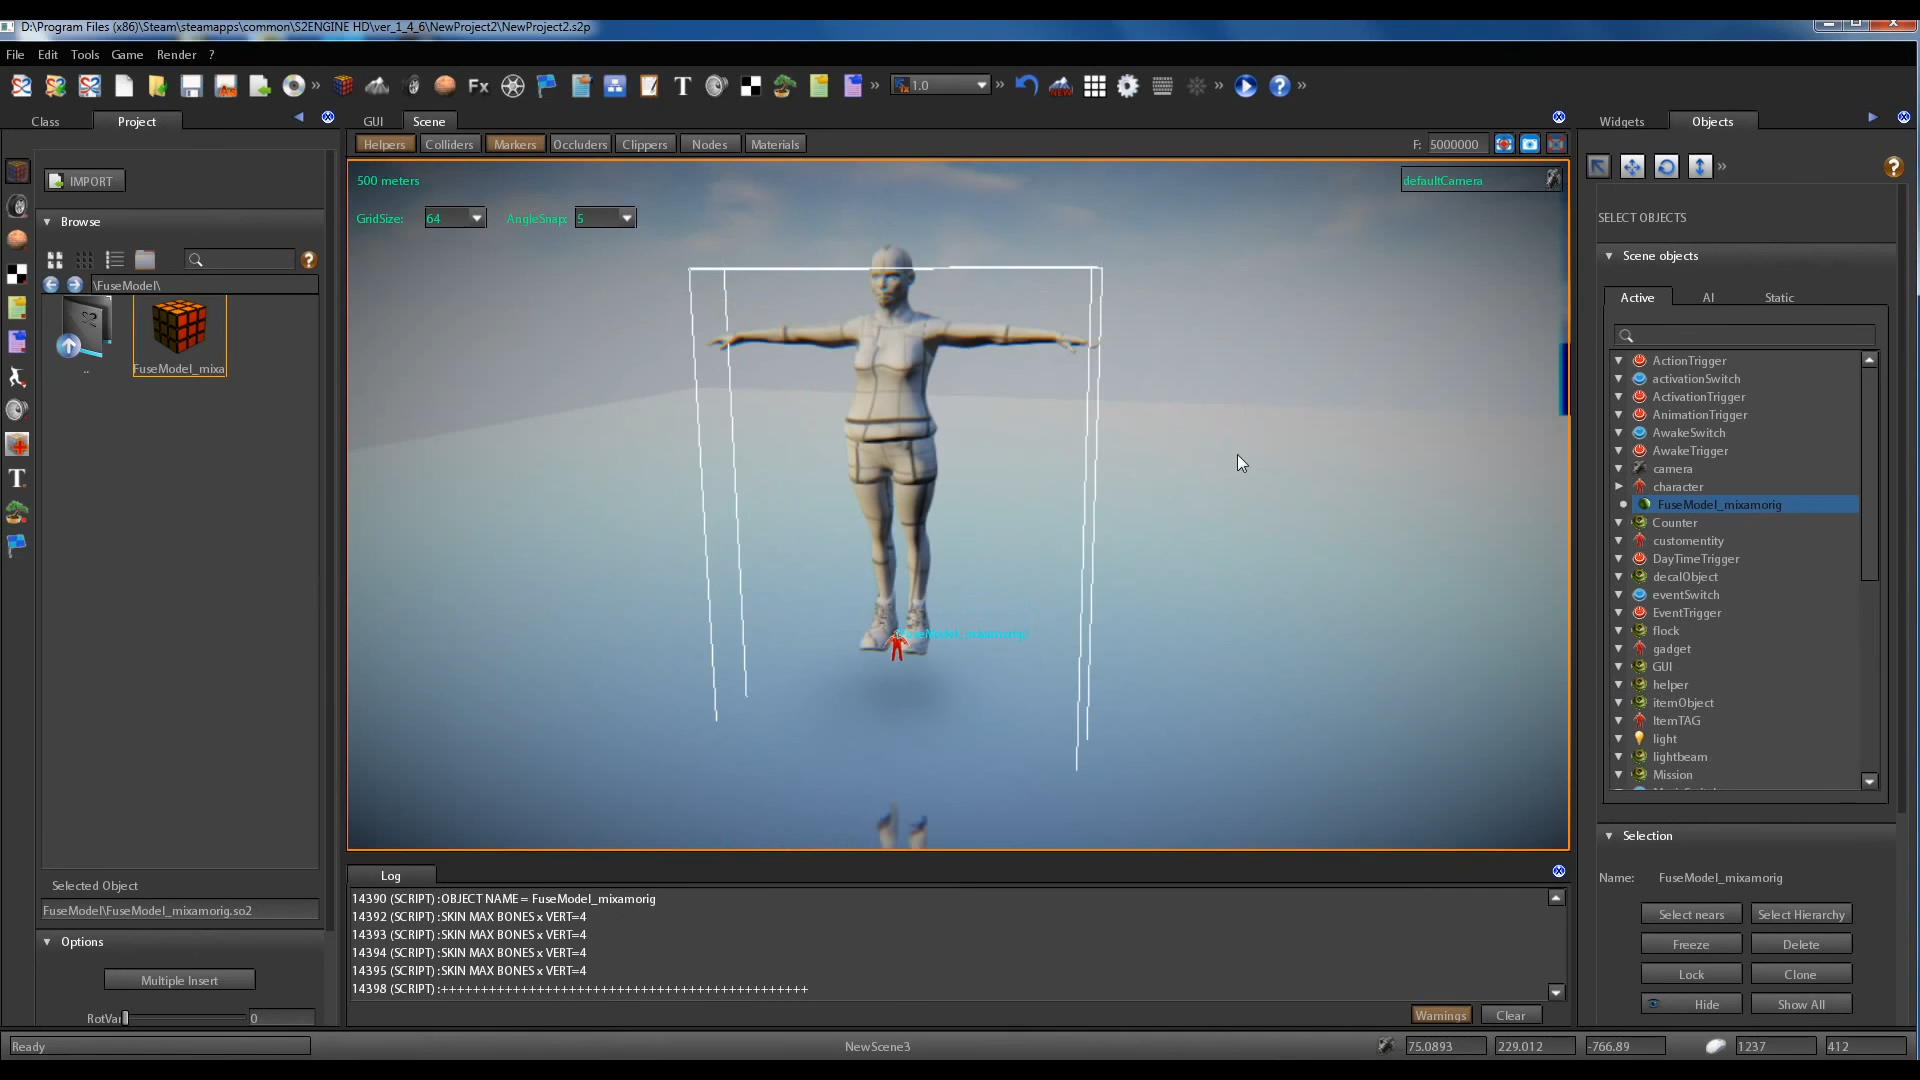 D:\Program Files (x86)\Steam\steamapps\common\S2ENGINE HD\ver_1_4_6\NewProject2\NewProject2.s2p
File Edit Tools Game Render ?
Fx T 1.0
Class Project GUI Scene Widgets Objects
Helpers Colliders Markers Occluders Clippers Nodes Materials F: 5000000
IMPORT
500 meters defaultCamera
GridSize: 64 AngleSnap: 5
Browse
\FuseModel\
.. FuseModel_mixa
Selected Object
FuseModel\FuseModel_mixamorig.so2
Options
Multiple Insert
RotVar 0
SELECT OBJECTS
Scene objects
Active AI Static
ActionTrigger
activationSwitch
ActivationTrigger
AnimationTrigger
AwakeSwitch
AwakeTrigger
camera
character
FuseModel_mixamorig
Counter
customentity
DayTimeTrigger
decalObject
eventSwitch
EventTrigger
flock
gadget
GUI
helper
itemObject
ItemTAG
light
lightbeam
Mission
Selection
Name: FuseModel_mixamorig
Select nears Select Hierarchy
Freeze Delete
Lock Clone
Hide Show All
Log
14390 (SCRIPT) :OBJECT NAME = FuseModel_mixamorig
14392 (SCRIPT) :SKIN MAX BONES x VERT=4
14393 (SCRIPT) :SKIN MAX BONES x VERT=4
14394 (SCRIPT) :SKIN MAX BONES x VERT=4
14395 (SCRIPT) :SKIN MAX BONES x VERT=4
14398 (SCRIPT) :++++++++++++++++++++++++++++++++++++++++++++++
Warnings Clear
Ready NewScene3 75.0893 229.012 -766.89 1237 412